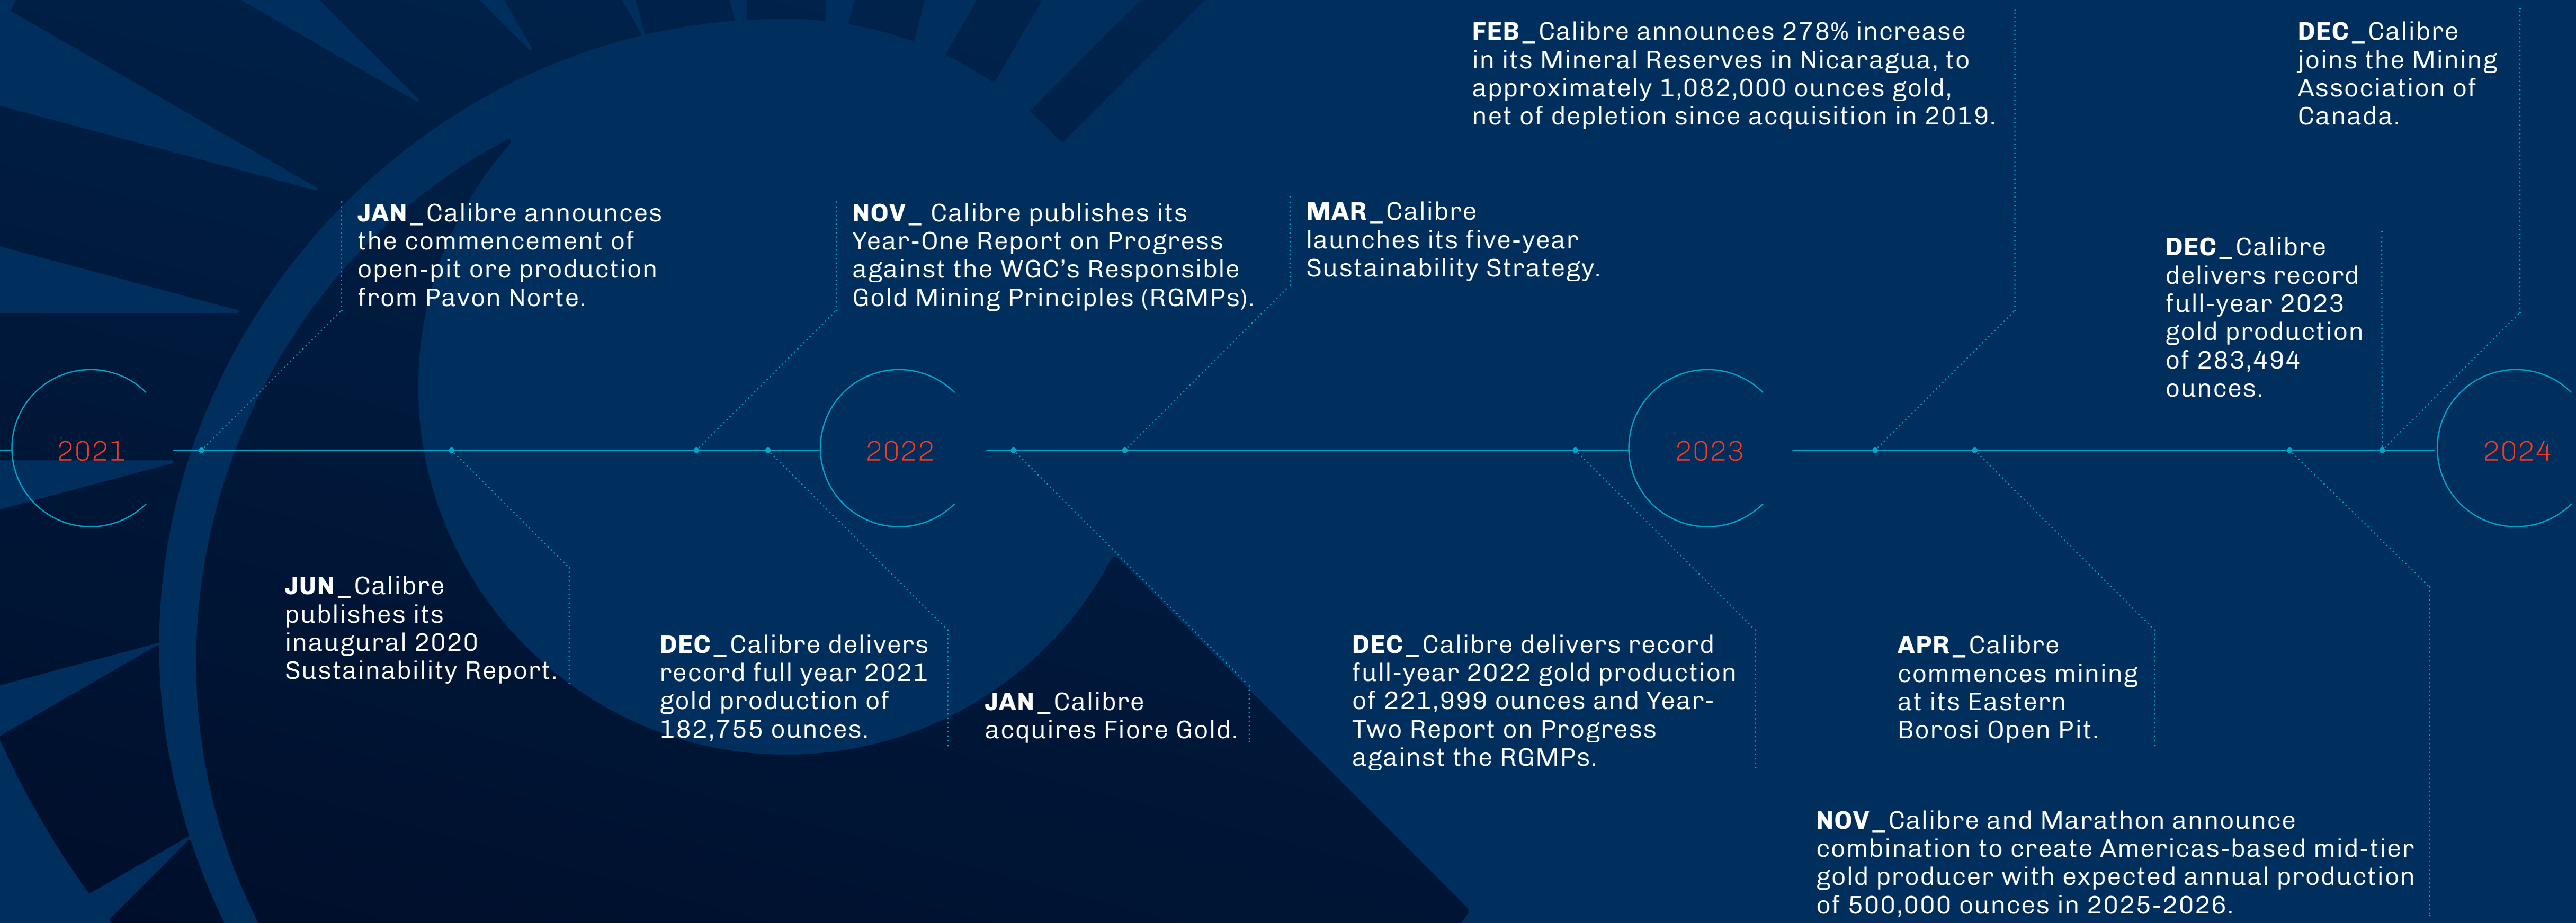 2021
JAN_Calibre announces
the commencement of
open-pit ore production
from Pavon Norte.
JUN_Calibre
publishes its
inaugural 2020
Sustainability Report.
NOV_ Calibre publishes its
Year-One Report on Progress
against the WGC’s Responsible
Gold Mining Principles (RGMPs).
DEC_Calibre delivers
record full year 2021
gold production of
182,755 ounces.
2022
JAN_Calibre
acquires Fiore Gold.
MAR_Calibre
launches its five-year
Sustainability Strategy.
DEC_Calibre delivers record
full-year 2022 gold production
of 221,999 ounces and Year-
Two Report on Progress
against the RGMPs.
2023
FEB_Calibre announces 278% increase
in its Mineral Reserves in Nicaragua, to
approximately 1,082,000 ounces gold,
net of depletion since acquisition in 2019.
APR_Calibre
commences mining
at its Eastern
Borosi Open Pit.
NOV_Calibre and Marathon announce
combination to create Americas-based mid-tier
gold producer with expected annual production
of 500,000 ounces in 2025-2026.
DEC_Calibre
delivers record
full-year 2023
gold production
of 283,494
ounces.
DEC_Calibre
joins the Mining
Association of
Canada.
2024